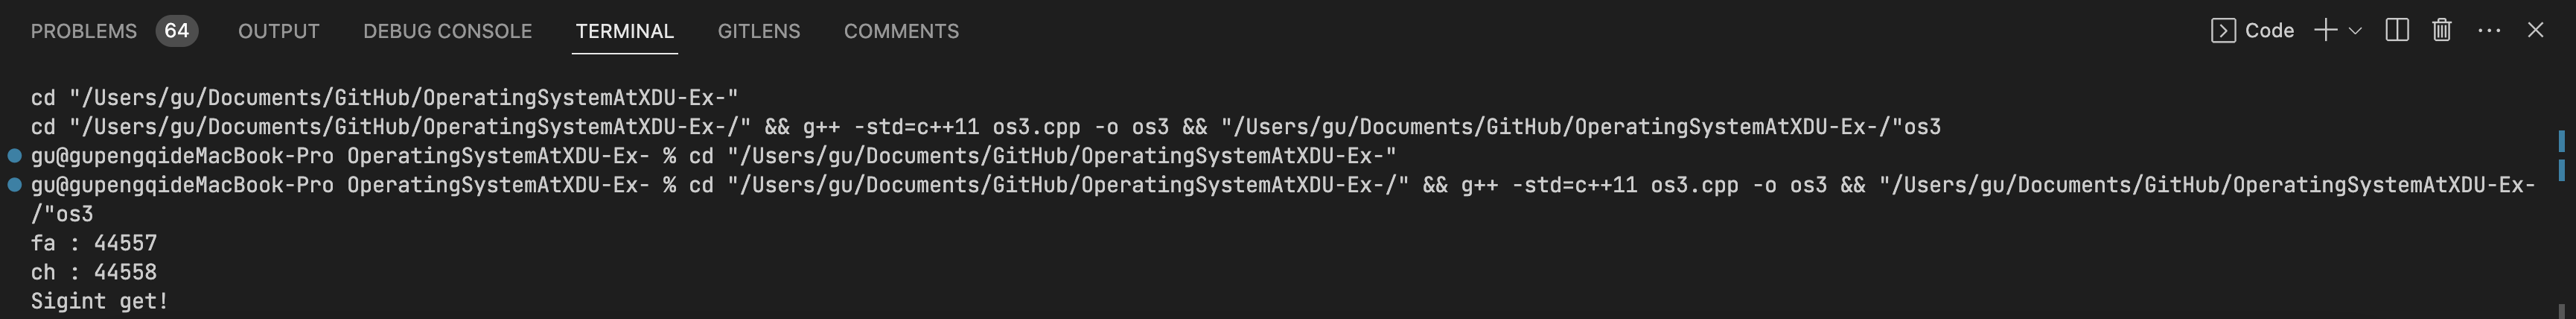 PROBLEMS 64 OUTPUT DEBUG CONSOLE TERMINAL GITLENS COMMENTS Code
cd "/Users/gu/Documents/GitHub/OperatingSystemAtXDU-Ex-"
cd "/Users/gu/Documents/GitHub/OperatingSystemAtXDU-Ex-/" && g++ -std=c++11 os3.cpp -o os3 && "/Users/gu/Documents/GitHub/OperatingSystemAtXDU-Ex-/"os3
gu@gupengqideMacBook-Pro OperatingSystemAtXDU-Ex- % cd "/Users/gu/Documents/GitHub/OperatingSystemAtXDU-Ex-"
gu@gupengqideMacBook-Pro OperatingSystemAtXDU-Ex- % cd "/Users/gu/Documents/GitHub/OperatingSystemAtXDU-Ex-/" && g++ -std=c++11 os3.cpp -o os3 && "/Users/gu/Documents/GitHub/OperatingSystemAtXDU-Ex-
/"os3
fa : 44557
ch : 44558
Sigint get!